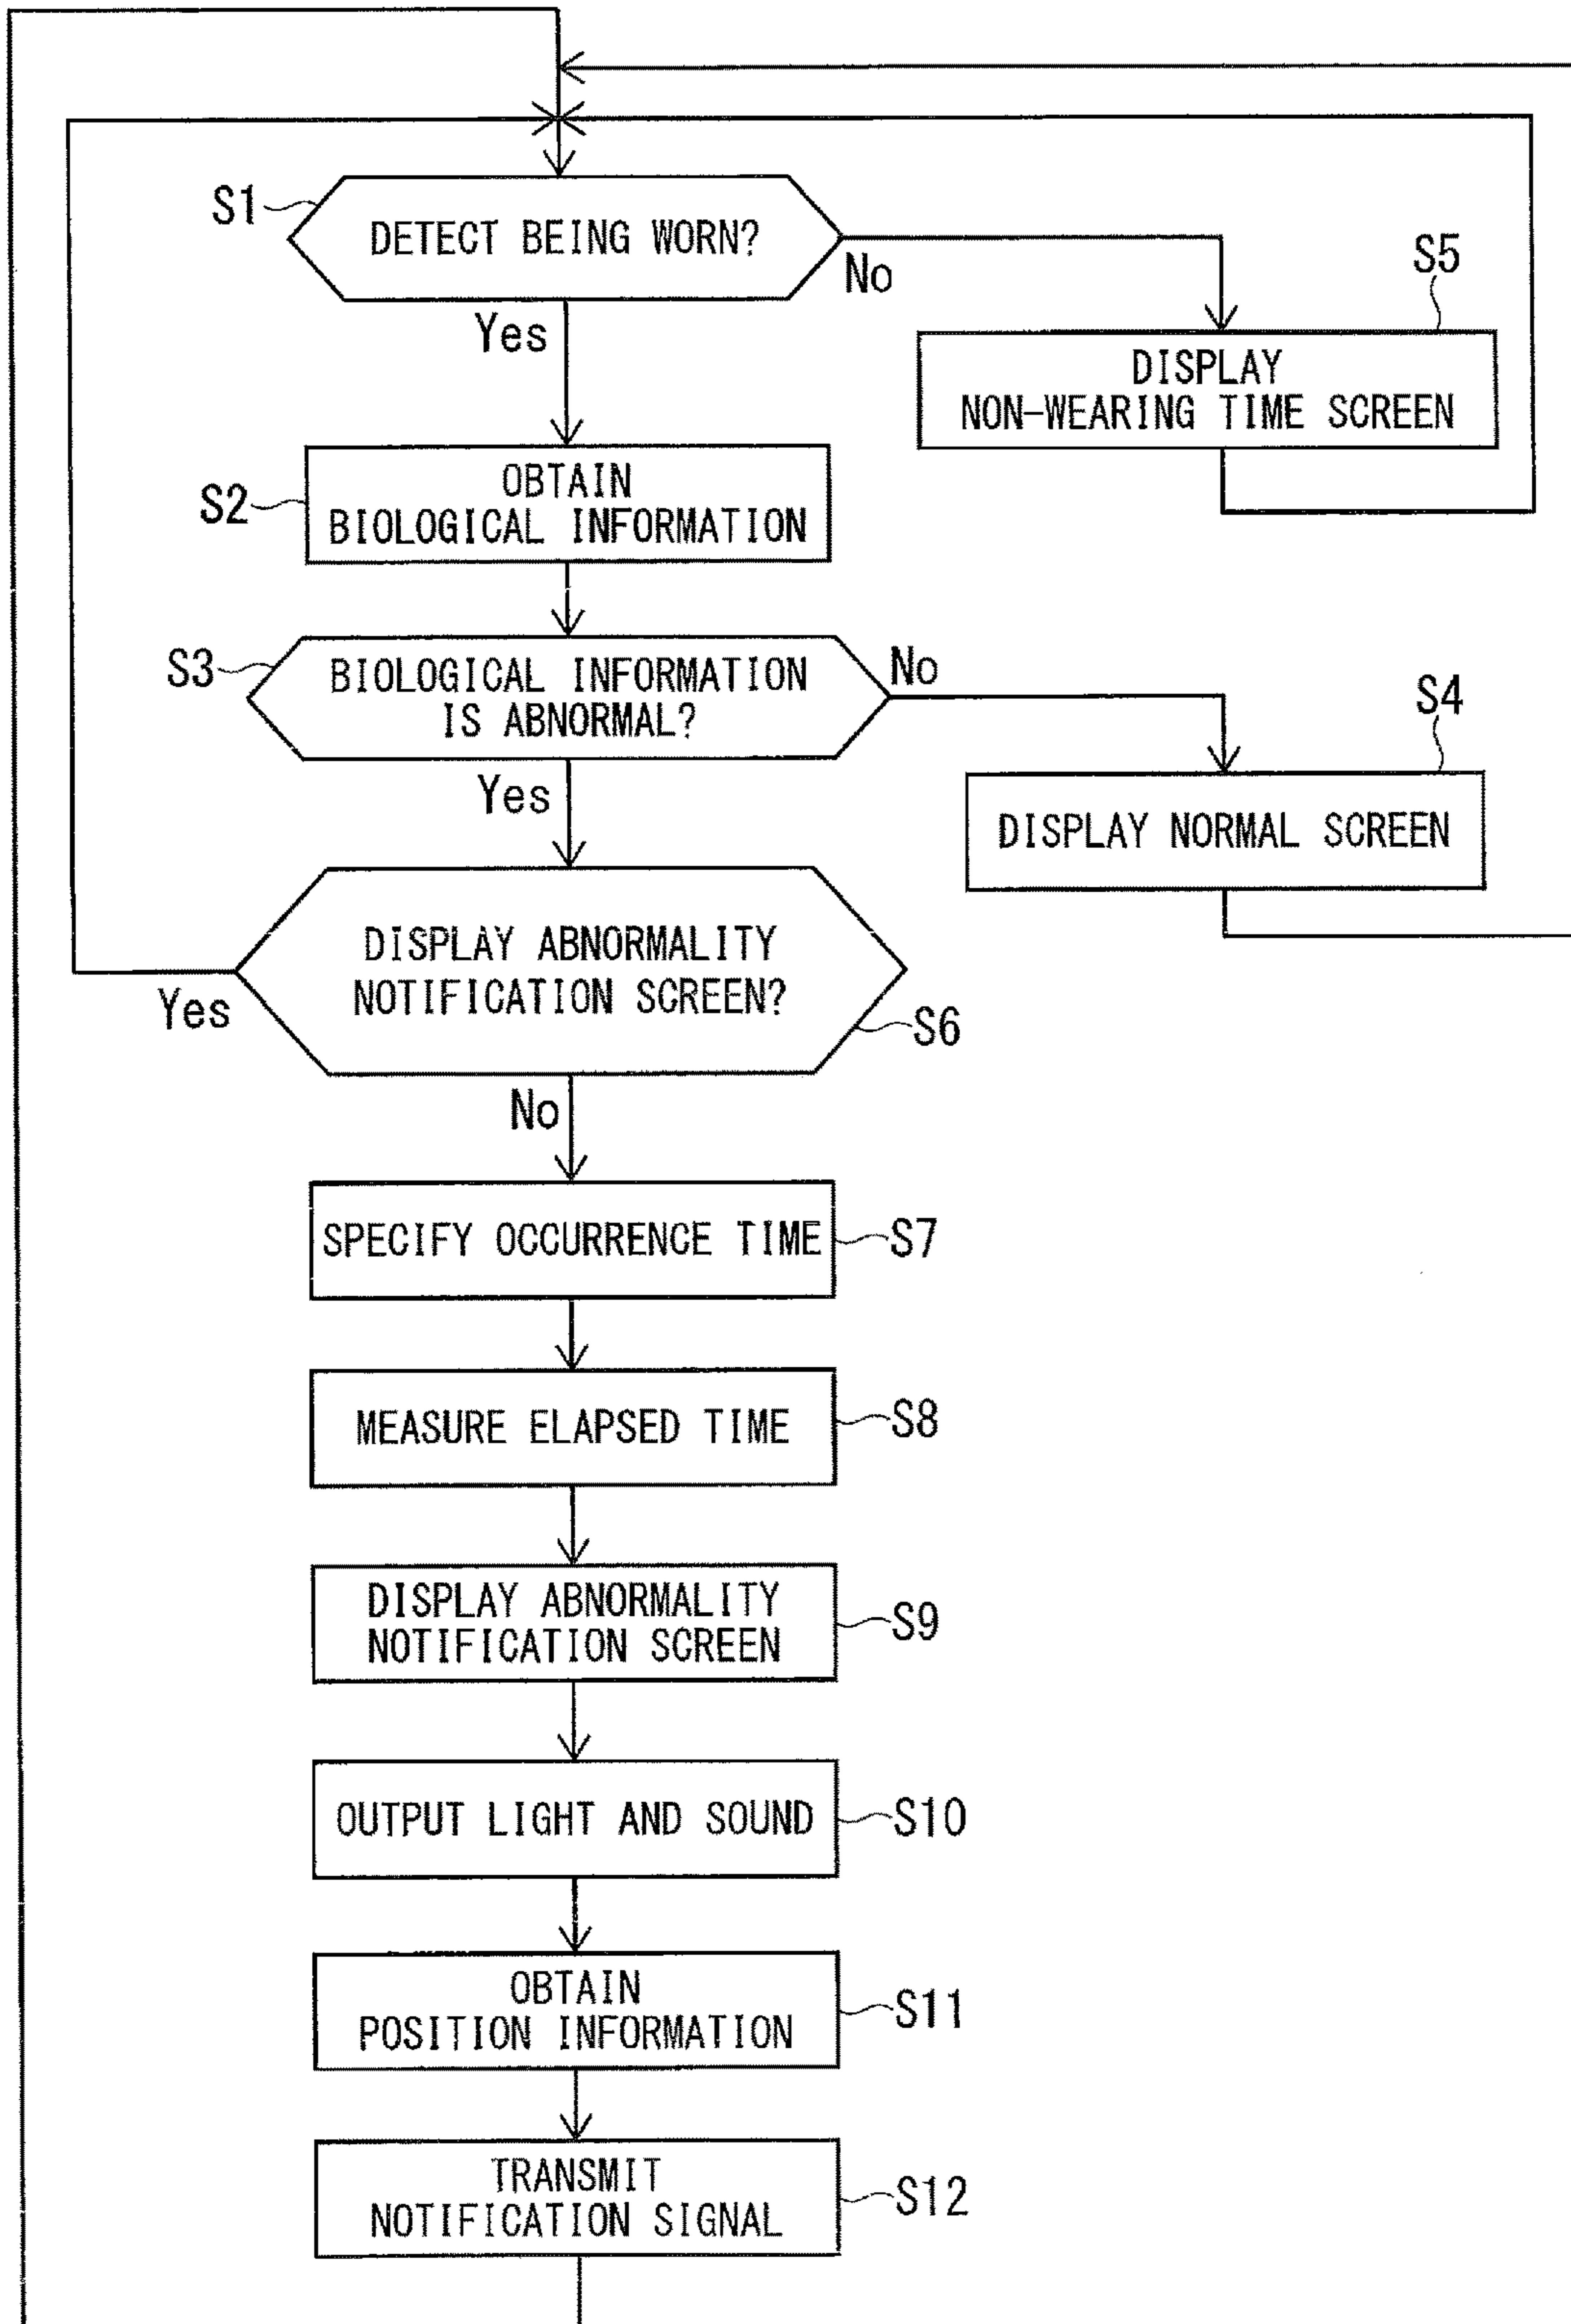 S1
DETECT BEING WORN?
No
Yes
S5
DISPLAY
NON-WEARING TIME SCREEN
S2
OBTAIN
BIOLOGICAL INFORMATION
S3
BIOLOGICAL INFORMATION
IS ABNORMAL?
No
Yes
S4
DISPLAY NORMAL SCREEN
DISPLAY ABNORMALITY
NOTIFICATION SCREEN?
Yes
S6
No
SPECIFY OCCURRENCE TIME
S7
MEASURE ELAPSED TIME
S8
DISPLAY ABNORMALITY
NOTIFICATION SCREEN
S9
OUTPUT LIGHT AND SOUND
S10
OBTAIN
POSITION INFORMATION
S11
TRANSMIT
NOTIFICATION SIGNAL
S12